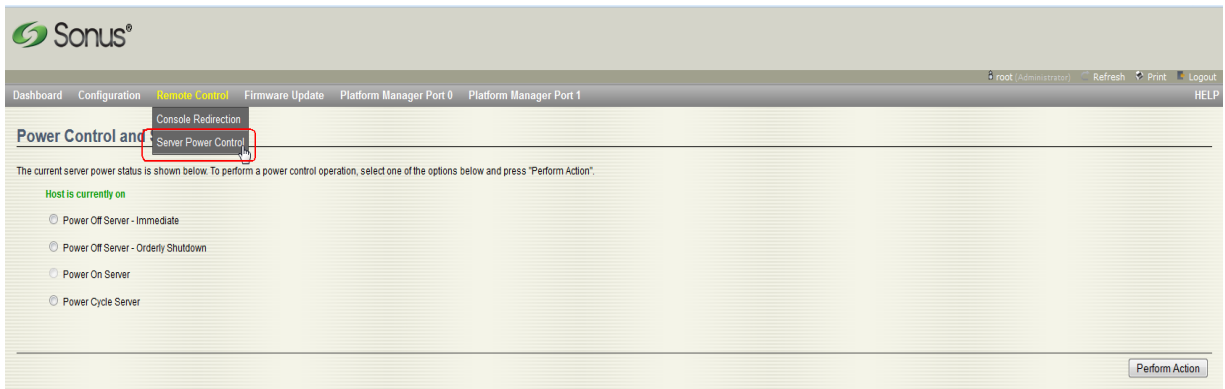 Sonus®
root (Administrator) Refresh Print Logout
Dashboard Configuration Remote Control Firmware Update Platform Manager Port 0 Platform Manager Port 1 HELP
Console Redirection
Server Power Control
Power Control and S
The current server power status is shown below. To perform a power control operation, select one of the options below and press "Perform Action".
Host is currently on
Power Off Server - Immediate
Power Off Server - Orderly Shutdown
Power On Server
Power Cycle Server
Perform Action